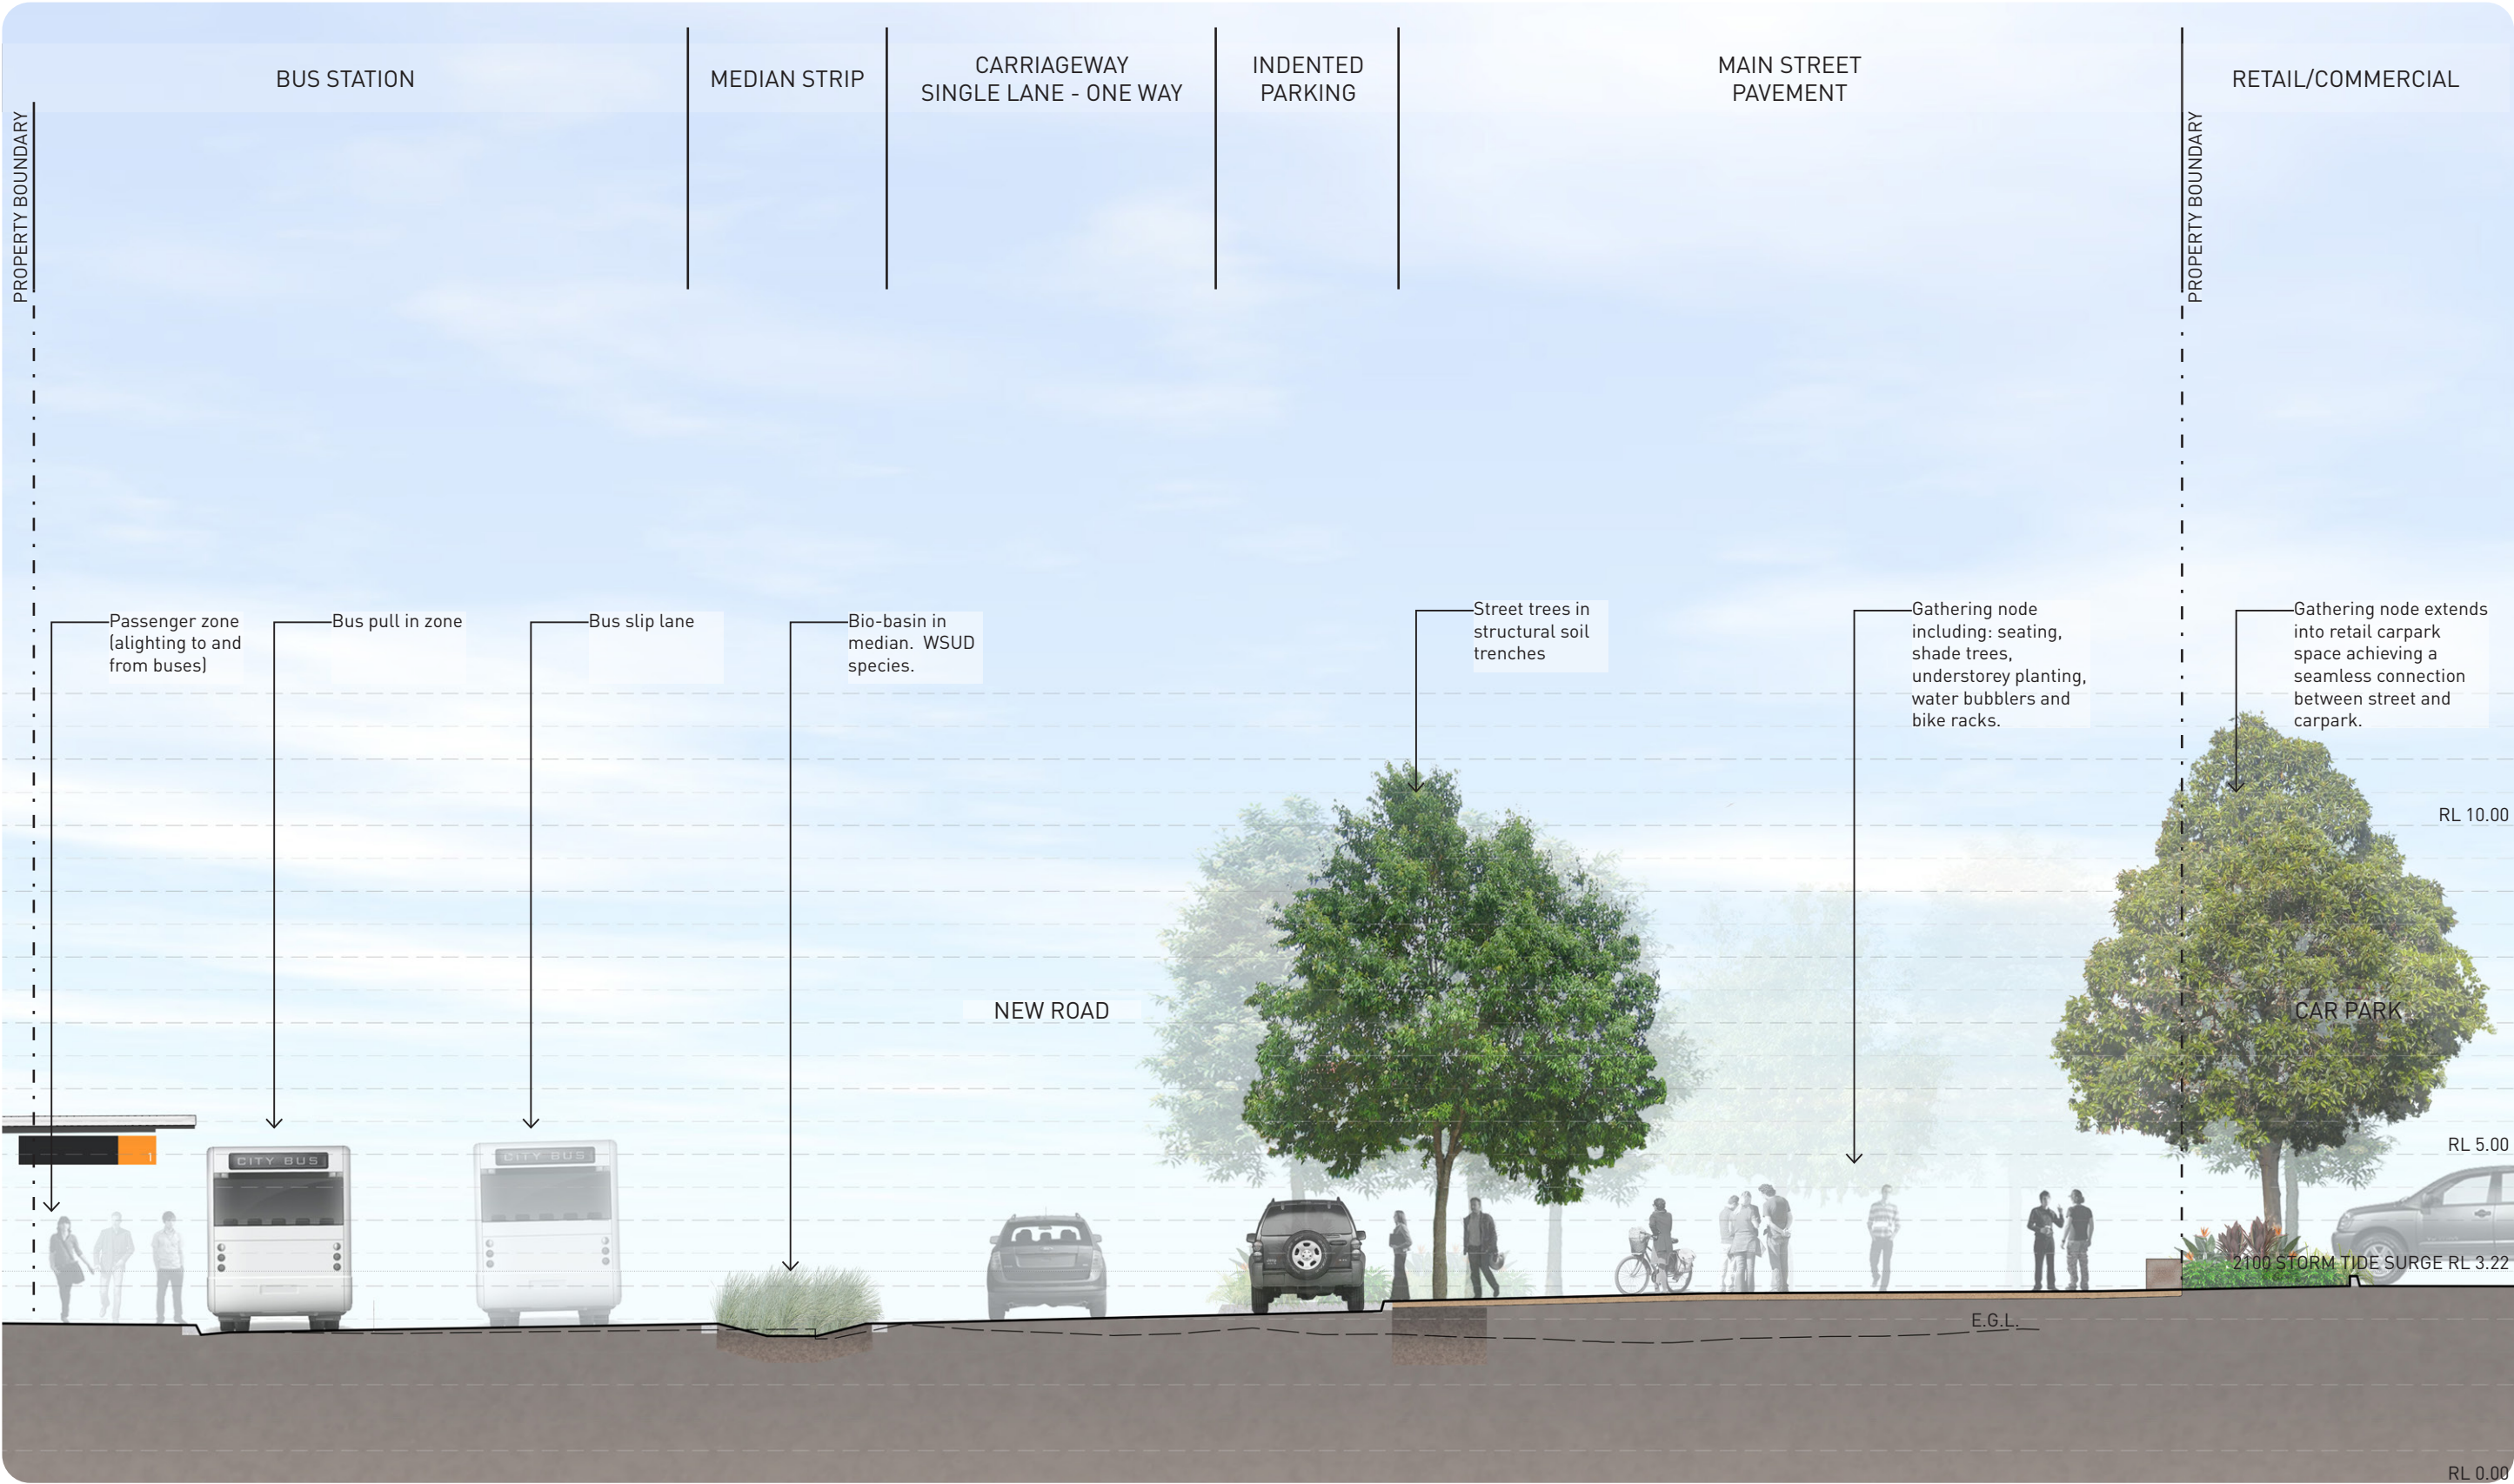 BUS STATION
MEDIAN STRIP
CARRIAGEWAY
SINGLE LANE - ONE WAY
INDENTED
PARKING
MAIN STREET
PAVEMENT
RETAIL/COMMERCIAL
PROPERTY BOUNDARY
PROPERTY BOUNDARY
Passenger zone
(alighting to and
from buses)
Bus pull in zone
Bus slip lane
Bio-basin in
median. WSUD
species.
Street trees in
structural soil
trenches
Gathering node
including: seating,
shade trees,
understorey planting,
water bubblers and
bike racks.
Gathering node extends
into retail carpark
space achieving a
seamless connection
between street and
carpark.
RL 10.00
NEW ROAD
CAR PARK
RL 5.00
1
CITY BUS
CITY BUS
2100 STORM TIDE SURGE RL 3.22
E.G.L.
RL 0.00